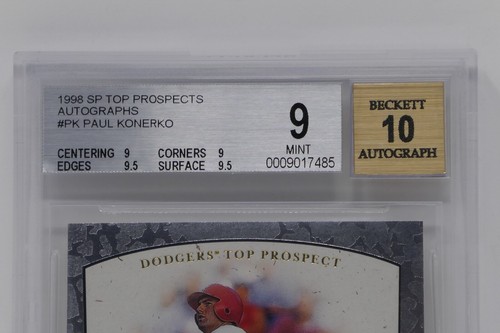 1998 SP TOP PROSPECTS
AUTOGRAPHS
#PK PAUL KONERKO
CENTERING 9 CORNERS 9
EDGES 9.5 SURFACE 9.5
9
MINT
0009017485
BECKETT
10
AUTOGRAPH
DODGERS' TOP PROSPECT